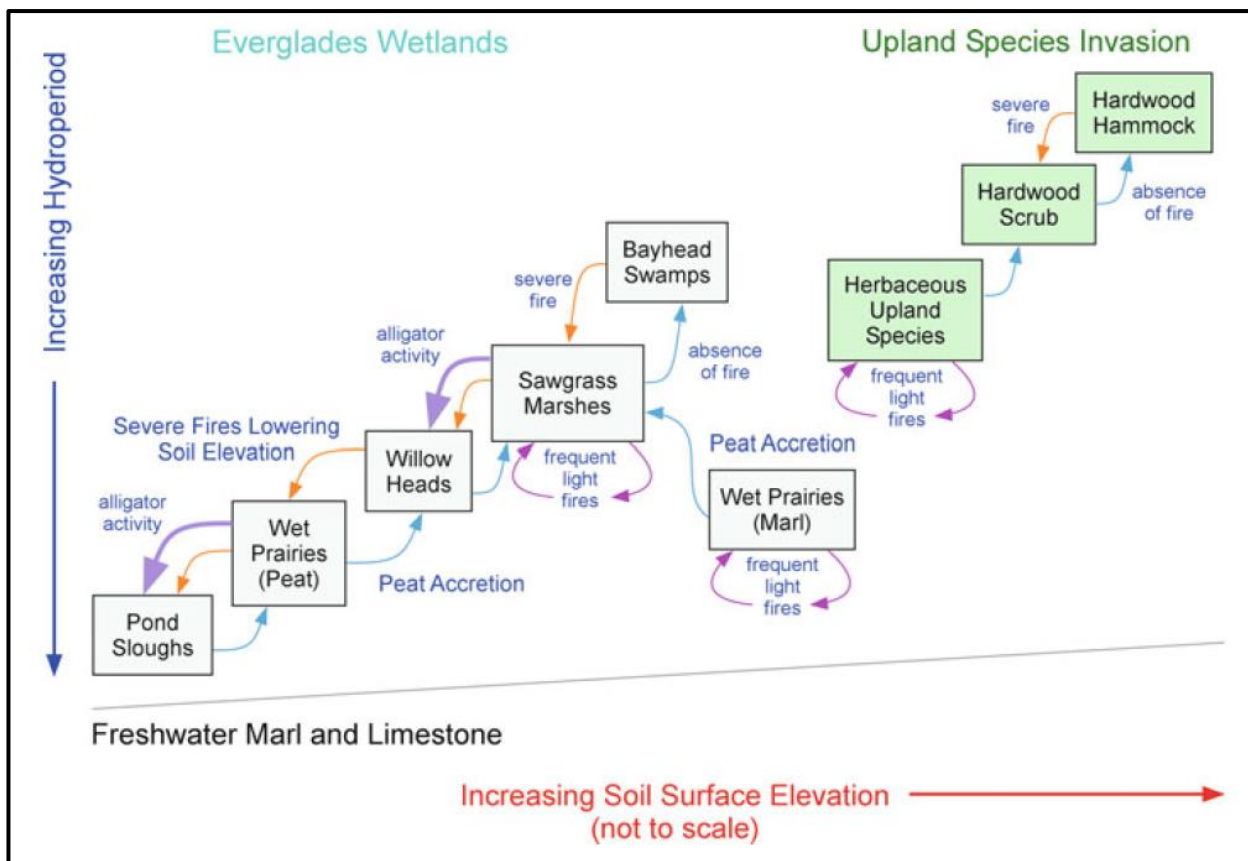 Everglades Wetlands
Upland Species Invasion
Increasing Hydroperiod
severe
fire
Hardwood
Hammock
Hardwood
Scrub
absence
of fire
Bayhead
Swamps
severe
fire
Herbaceous
Upland
Species
alligator
activity
absence
of fire
Sawgrass
Marshes
frequent
light
fires
Severe Fires Lowering
Soil Elevation
Willow
Heads
frequent
light
fires
Peat Accretion
Wet Prairies
(Marl)
alligator
activity
Wet
Prairies
(Peat)
Peat Accretion
frequent
light
fires
Pond
Sloughs
Freshwater Marl and Limestone
Increasing Soil Surface Elevation
(not to scale)